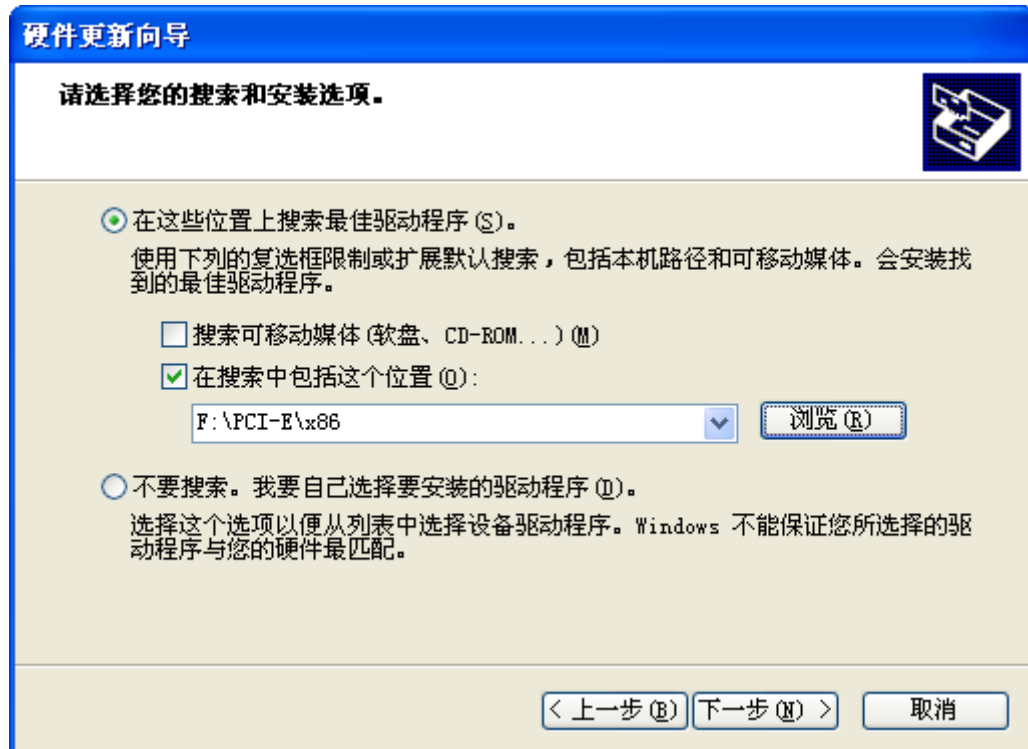 硬件更新向导
请选择您的搜索和安装选项。
在这些位置上搜索最佳驱动程序(S)。
使用下列的复选框限制或扩展默认搜索，包括本机路径和可移动媒体。会安装找
到的最佳驱动程序。
搜索可移动媒体(软盘、CD-ROM...)(M)
在搜索中包括这个位置(O):
F:\PCI-E\x86
浏览(R)
不要搜索。我要自己选择要安装的驱动程序(D)。
选择这个选项以便从列表中选择设备驱动程序。Windows 不能保证您所选择的驱
动程序与您的硬件最匹配。
< 上一步(B) 下一步(N) > 取消